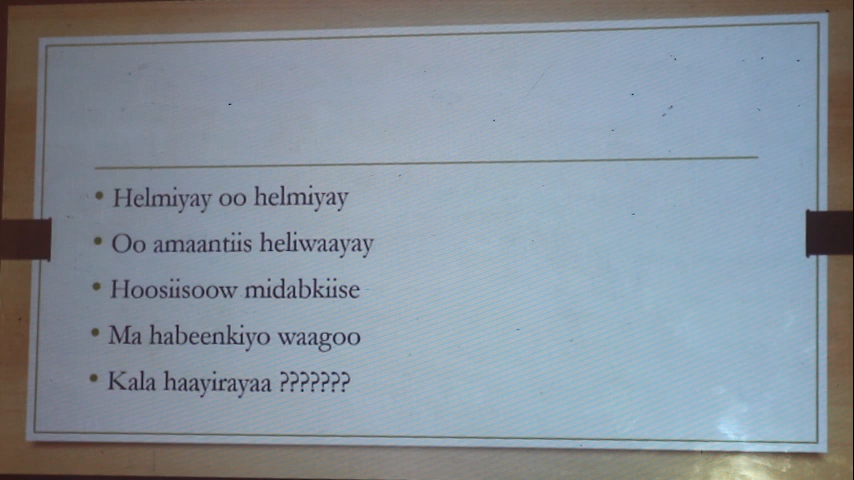 Helmiyay oo helmiyay
Oo amaantiis heliwaayay
Hoosiisoow midabkiise
Ma habeenkiyo waagoo
Kala haayirayaa ???????